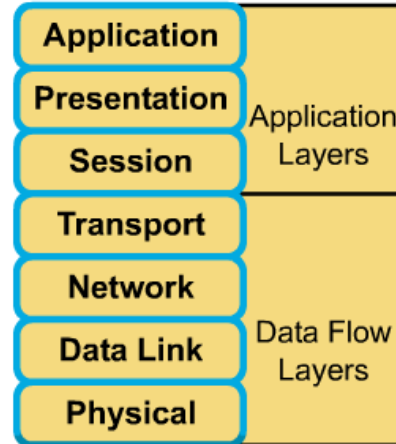 Application
Presentation
Session
Transport
Network
Data Link
Physical
Application
Layers
Data Flow
Layers